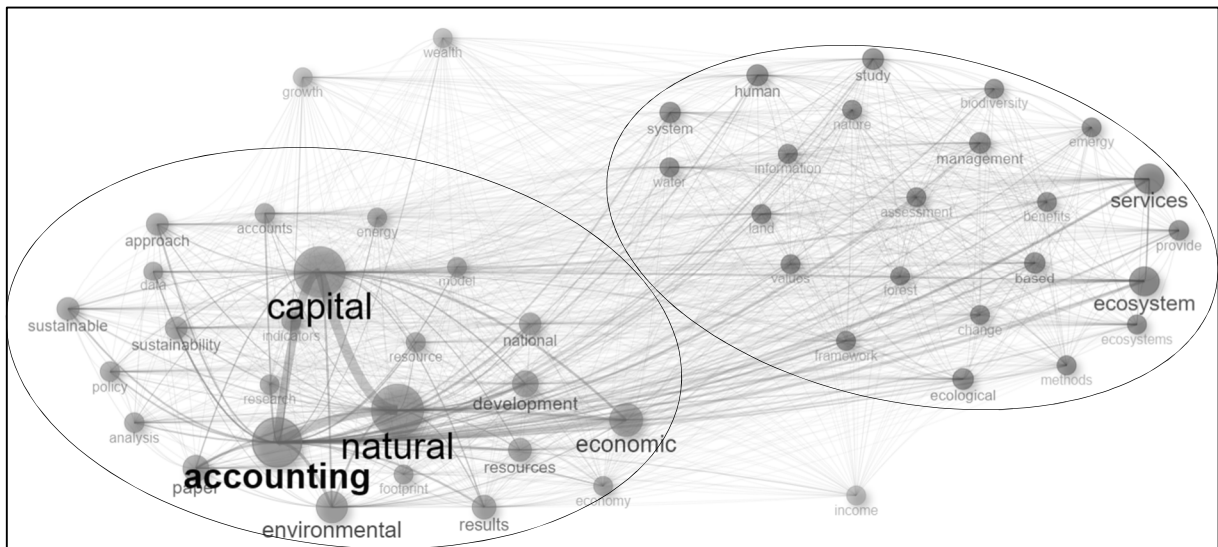 wealth
growth
study
human
biodiversity
system
nature
emergy
information
management
water
services
assessment
benefits
land
provide
approach
accounts
energy
values
forest
based
data
model
ecosystem
capital
sustainable
sustainability
indicators
national
change
ecosystems
resource
framework
policy
research
development
ecological
methods
analysis
natural
economic
accounting
paper
resources
footprint
economy
environmental
results
income